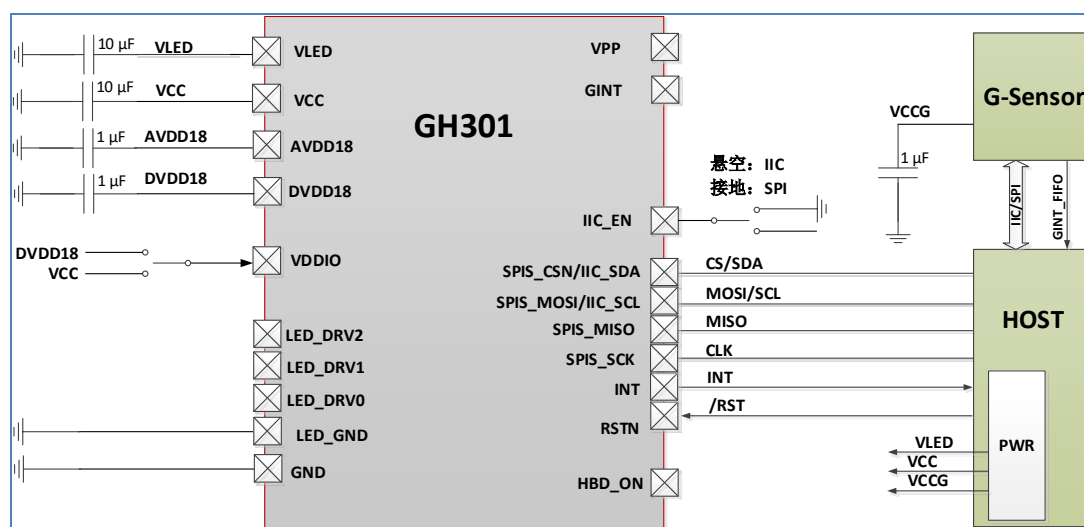 10 μF VLED
VLED
10 μF VCC
VCC
1 μF AVDD18
AVDD18
1 μF DVDD18
DVDD18
DVDD18
VCC
VDDIO
LED_DRV2
LED_DRV1
LED_DRV0
LED_GND
GND
GH301
VPP
GINT
IIC_EN
悬空：IIC
接地：SPI
SPIS_CSN/IIC_SDA
SPIS_MOSI/IIC_SCL
SPIS_MISO
SPIS_SCK
INT
RSTN
HBD_ON
CS/SDA
MOSI/SCL
MISO
CLK
INT
/RST
VCCG
1 μF
G-Sensor
IIC/SPI
GINT_FIFO
HOST
PWR
VLED
VCC
VCCG